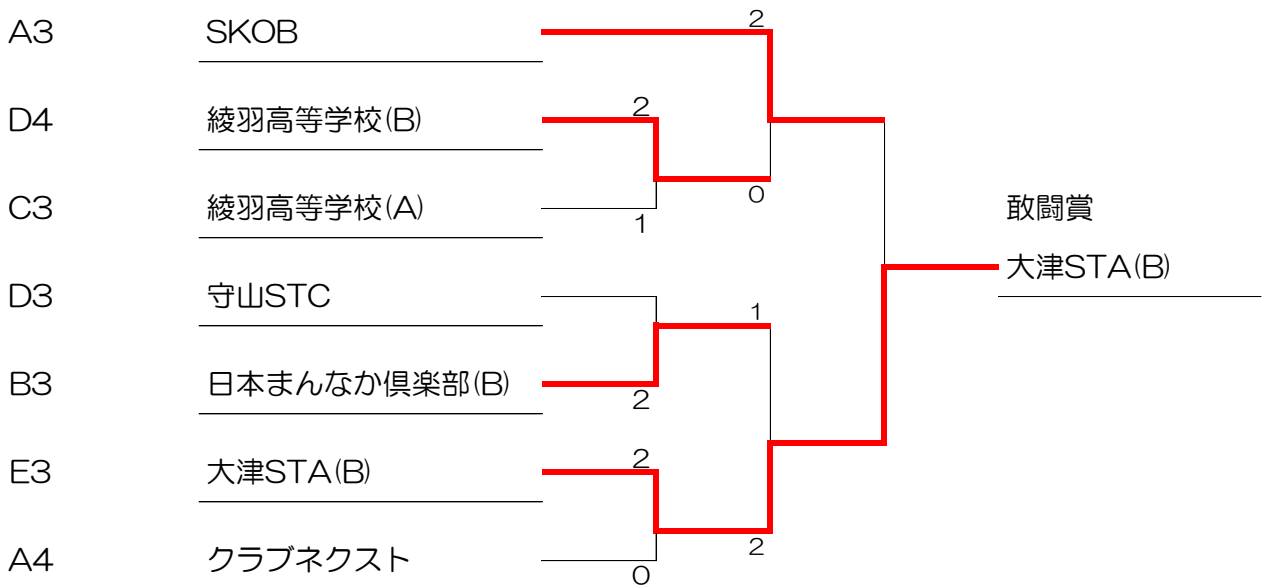 2
A3 SKOB
2
D4 綾羽高等学校(B)
0
C3 綾羽高等学校(A)
1
敢闘賞
大津STA(B)
D3 守山STC
1
B3 日本まんなか倶楽部(B)
2
2
E3 大津STA(B)
2
A4 クラブネクスト
0